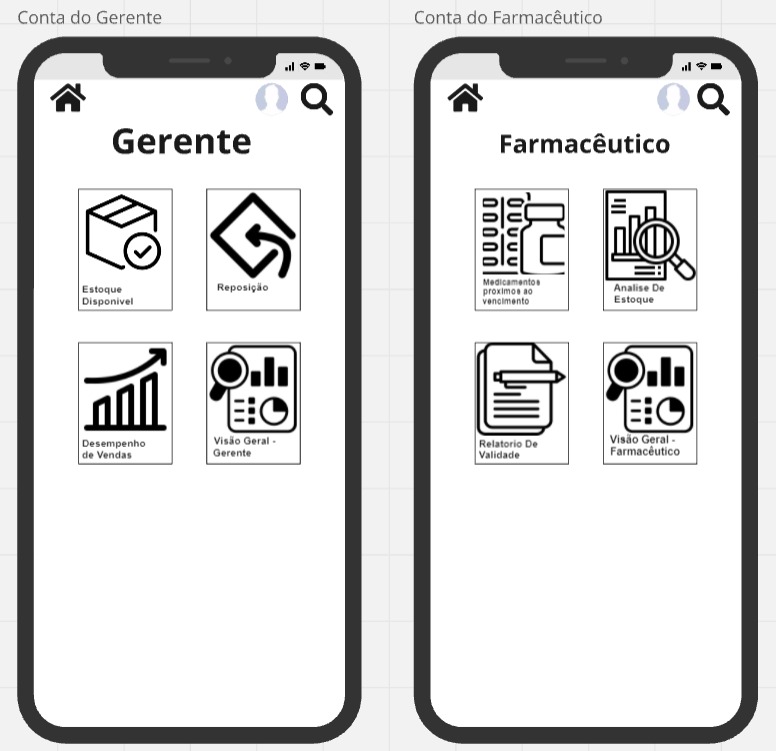 Conta do Gerente
Gerente
Estoque
Disponivel
Reposição
Desempenho
de Vendas
Visão Geral -
Gerente
Conta do Farmacêutico
Farmacêutico
Medicamentos
proximos ao
vencimento
Analise De
Estoque
Relatorio De
Validade
Visão Geral -
Farmacêutico